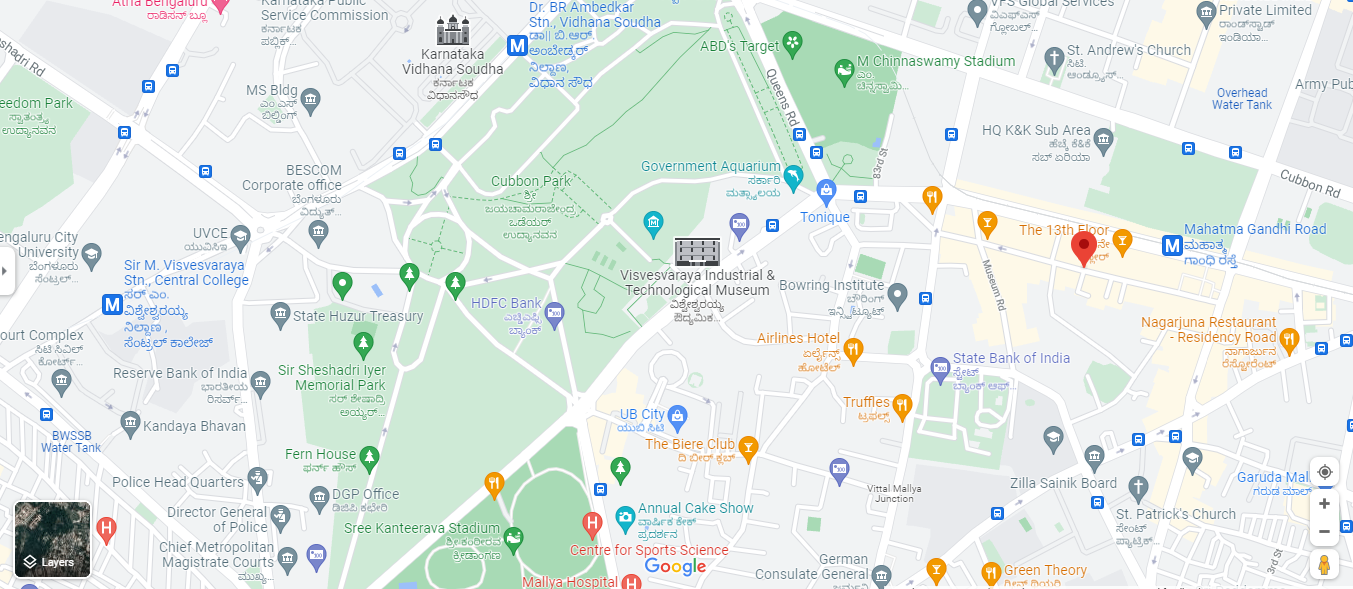 Atria Bengaluru
ರಾಡಿಸನ್ ಬ್ಲೂ
Karnataka Public
Service Commission
ಕರ್ನಾಟಕ
ಪಬ್ಲಿಕ್...
Dr. BR Ambedkar
Stn., Vidhana Soudha
ಡಾ|| ಬಿ.ಆರ್.
ಅಂಬೇಡ್ಕರ್
ನಿಲ್ದಾಣ,
ವಿಧಾನ ಸೌಧ
VFS Global Services
ವಿಎಫ್ಎಸ್
ಗ್ಲೋಬಲ್...
Private Limited
ರಾಂಡ್‌ಸ್ಟಾಡ್
ಇಂಡಿಯಾ...
Karnataka
Vidhana Soudha
ಕರ್ನಾಟಕ
ವಿಧಾನಸೌಧ
ABD's Target
M Chinnaswamy Stadium
ಎಂ.
ಚಿನ್ನಸ್ವಾಮಿ...
St. Andrew's Church
ಸಿಟಿ.
ಆಂಡ್ರ್ಯೂಸ್...
Army Pub
eshadri Rd
MS Bldg
ಎಂ ಎಸ್
ಬಿಲ್ಡಿಂಗ್
Overhead
Water Tank
eedom Park
ಸ್ವಾತಂತ್ರ್ಯ
ಉದ್ಯಾನವನ
Queens Rd
HQ K&K Sub Area
ಹೆಚ್ಕೆ ಕೆ&ಕೆ
ಸಬ್ ಏರಿಯಾ
83rd St
Cubbon Rd
BESCOM
Corporate office
ಬೆಂಗಳೂರು
ವಿದ್ಯುತ್...
Cubbon Park
ಶ್ರೀ
ಜಯಚಾಮರಾಜೇಂದ್ರ
ಒಡೆಯರ್
ಉದ್ಯಾನವನ
Government Aquarium
ಸರ್ಕಾರಿ
ಮತ್ಸ್ಯಾಲಯ
Tonique
UVCE
ಯುವಿಸಿಇ
The 13th Floor
Mahatma Gandhi Road
ಮಹಾತ್ಮ
ಗಾಂಧಿ ರಸ್ತೆ
engaluru City
University
ಬೆಂಗಳೂರು
ಸೆಂಟ್ರಲ್...
Sir M. Visvesvaraya
Stn., Central College
ಸರ್ ಎಂ.
ವಿಶ್ವೇಶ್ವರಯ್ಯ
ನಿಲ್ದಾಣ ,
ಸೆಂಟ್ರಲ್ ಕಾಲೇಜ್
Visvesvaraya Industrial &
Technological Museum
ವಿಶ್ವೇಶ್ವರಯ್ಯ
ಔದ್ಯಮಿಕ...
Bowring Institute
ಬೌರಿಂಗ್
ಇನ್ಸ್ಟಿಟ್ಯೂಟ್
Museum Rd
HDFC Bank
ಎಚ್ಡಿಎಫ್ಸಿ
ಬ್ಯಾಂಕ್
State Huzur Treasury
Nagarjuna Restaurant
- Residency Road
ನಾಗಾರ್ಜುನ
ರೆಸ್ಟೋರೆಂಟ್
ourt Complex
ಸಿಟಿ ಸಿವಿಲ್
ಕೋರ್ಟ್...
Airlines Hotel
ಏರ್ಲೈನ್ಸ್
ಹೋಟೆಲ್
State Bank of India
ಸ್ಟೇಟ್
ಬ್ಯಾಂಕ್ ಆಫ್...
Reserve Bank of India
ಭಾರತೀಯ
ರಿಸರ್ವ್...
Sir Sheshadri Iyer
Memorial Park
ಸರ್ ಶೇಷಾದ್ರಿ
ಅಯ್ಯರ್...
Truffles
ಟ್ರಫಲ್ಸ್
UB City
ಯುಬಿ ಸಿಟಿ
Kandaya Bhavan
BWSSB
Water Tank
The Biere Club
ದಿ ಬೀರ್ ಕ್ಲಬ್
Fern House
ಫರ್ನ್ ಹೌಸ್
Police Head Quarters
DGP Office
ಡಿಜಿಪಿ ಕಛೇರಿ
Vittal Mallya
Junction
Zilla Sainik Board
Garuda Mall
ಗರುಡ ಮಾಲ್
Director General
of Police
Annual Cake Show
ವಾರ್ಷಿಕ ಕೇಕ್
ಪ್ರದರ್ಶನ
St. Patrick's Church
ಸೇಂಟ್
ಪ್ಯಾಟ್ರಿಕ್...
Sree Kanteerava Stadium
ಶ್ರೀ ಕಂಠೀರವ
ಕ್ರೀಡಾಂಗಣ
Chief Metropolitan
Magistrate Courts
ಮುಖ್ಯ...
Centre for Sports Science
3rd St
German
Consulate General
ಜರ್ಮನ್...
Green Theory
ಗ್ರೀನ್ ಥಿಯರಿ
Mallya Hospital
Layers
Google